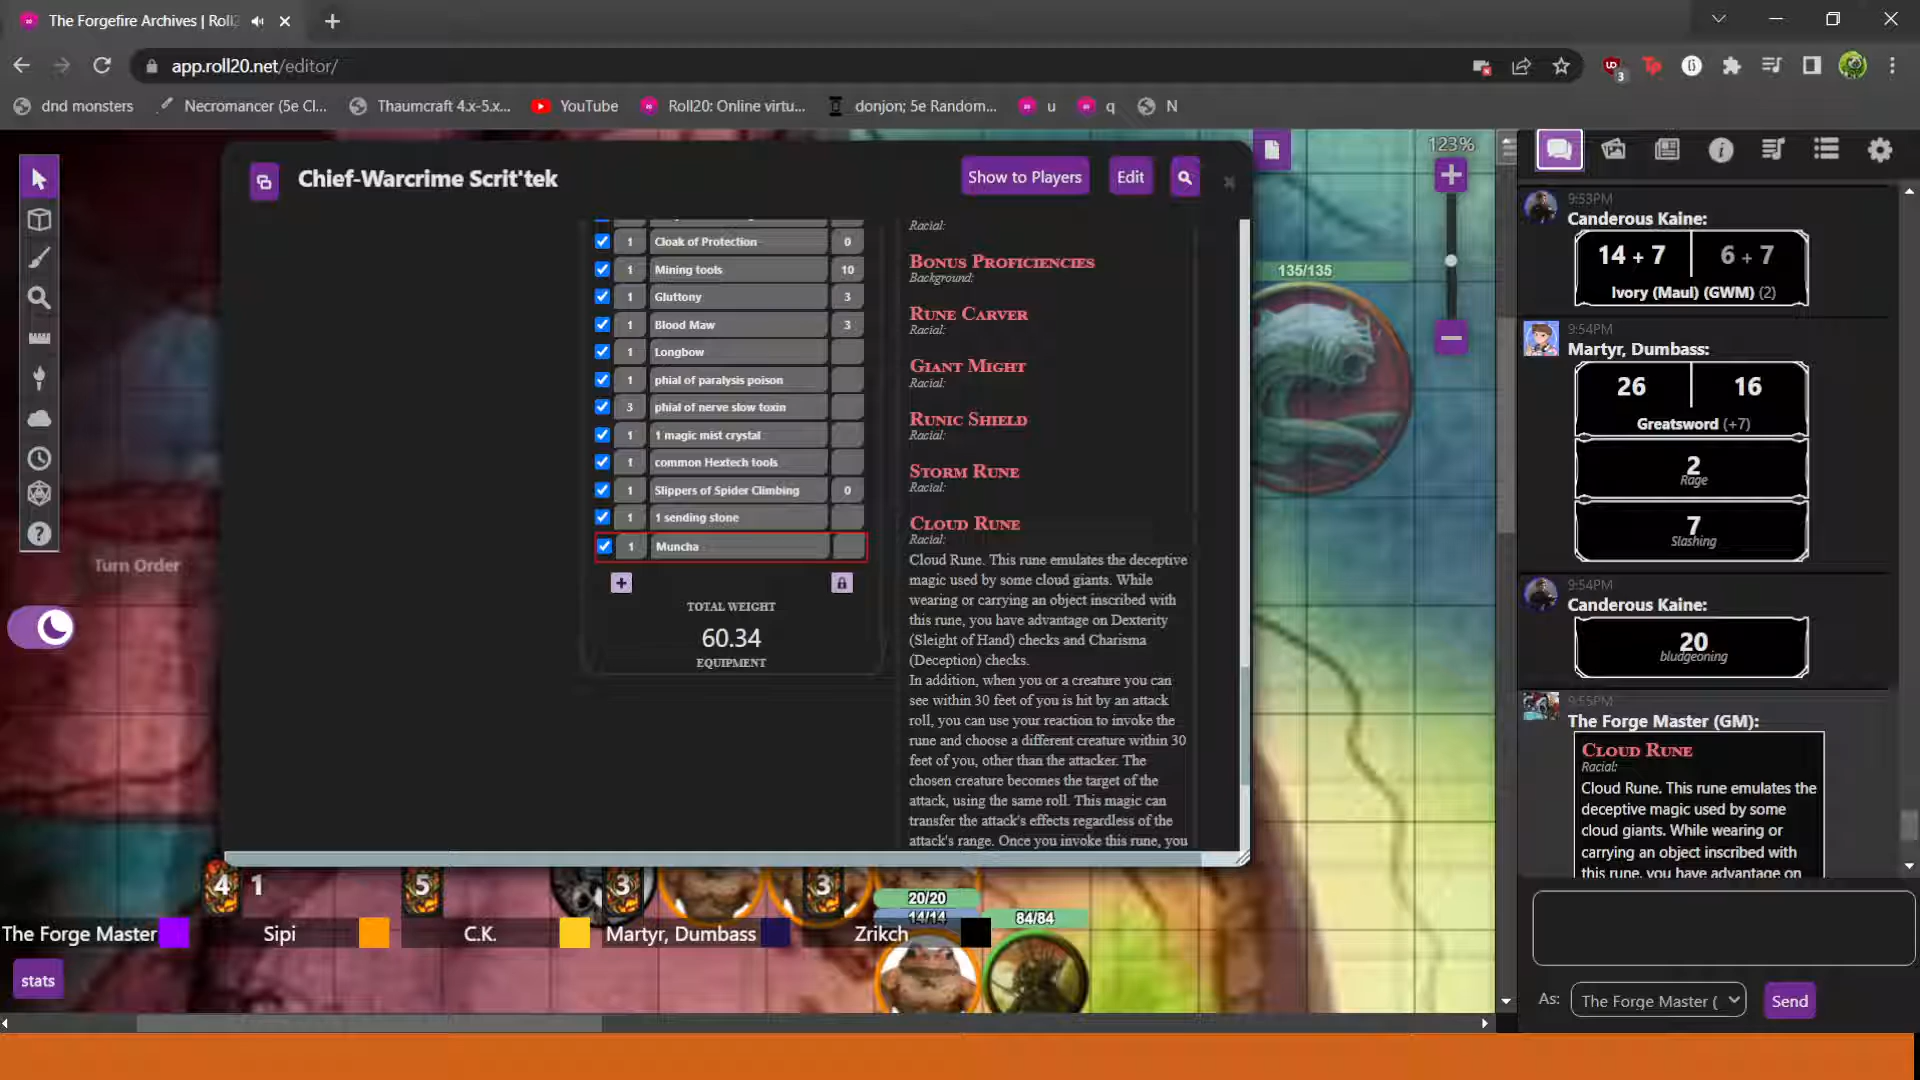 The Forgefire Archives | Roll2
app.roll20.net/editor/
3
dnd monsters
Necromancer (5e Cl...
Thaumcraft 4.x-5.x...
YouTube
Roll20: Online virtu...
donjon; 5e Random...
u
q
N
Chief-Warcrime Scrit'tek
Show to Players
Edit
1 Cloak of Protection 0
1 Mining tools 10
1 Gluttony 3
1 Blood Maw 3
1 Longbow
1 phial of paralysis poison
3 phial of nerve slow toxin
1 1 magic mist crystal
1 common Hextech tools
1 Slippers of Spider Climbing 0
1 1 sending stone
1 Muncha
TOTAL WEIGHT
60.34
EQUIPMENT
Racial:
Bonus Proficiencies
Background:
Rune Carver
Racial:
Giant Might
Racial:
Runic Shield
Racial:
Storm Rune
Racial:
Cloud Rune
Racial:
Cloud Rune. This rune emulates the deceptive
magic used by some cloud giants. While
wearing or carrying an object inscribed with
this rune, you have advantage on Dexterity
(Sleight of Hand) checks and Charisma
(Deception) checks.
In addition, when you or a creature you can
see within 30 feet of you is hit by an attack
roll, you can use your reaction to invoke the
rune and choose a different creature within 30
feet of you, other than the attacker. The
chosen creature becomes the target of the
attack, using the same roll. This magic can
transfer the attack's effects regardless of the
attack's range. Once you invoke this rune, you
Turn Order
123%
135/135
4 1
5
3
3
20/20
14/14
84/84
The Forge Master
Sipi
C.K.
Martyr, Dumbass
Zrikch
stats
9:53PM
Canderous Kaine:
14 + 7 6 + 7
Ivory (Maul) (GWM) (2)
9:54PM
Martyr, Dumbass:
26 16
Greatsword (+7)
2
Rage
7
Slashing
9:54PM
Canderous Kaine:
20
bludgeoning
9:55PM
The Forge Master (GM):
Cloud Rune
Racial:
Cloud Rune. This rune emulates the
deceptive magic used by some
cloud giants. While wearing or
carrying an object inscribed with
this rune, you have advantage on
As:
The Forge Master (
Send